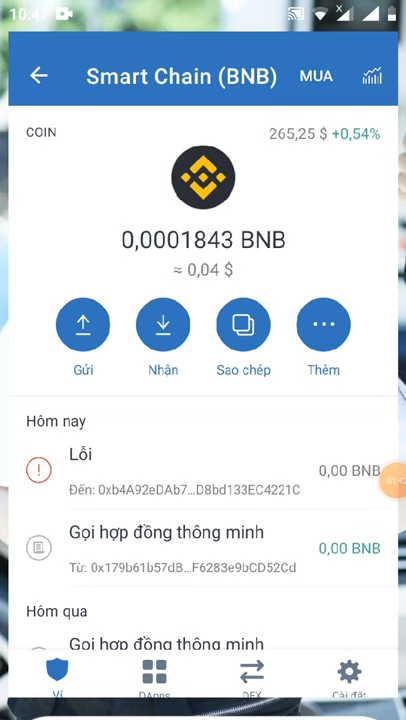 10:47
Smart Chain (BNB) MUA
COIN 265,25 $ +0,54%
0,0001843 BNB
≈ 0,04 $
Gửi Nhận Sao chép Thêm
Hôm nay
Lỗi
0,00 BNB
Đến: 0xb4A92eDAb7...D8bd133EC4221C
Gọi hợp đồng thông minh
0,00 BNB
Từ: 0x179b61b57dB...F6283e9bCD52Cd
Hôm qua
Gọi hợp đồng thông minh
Ví DApps DEX Cài đặt